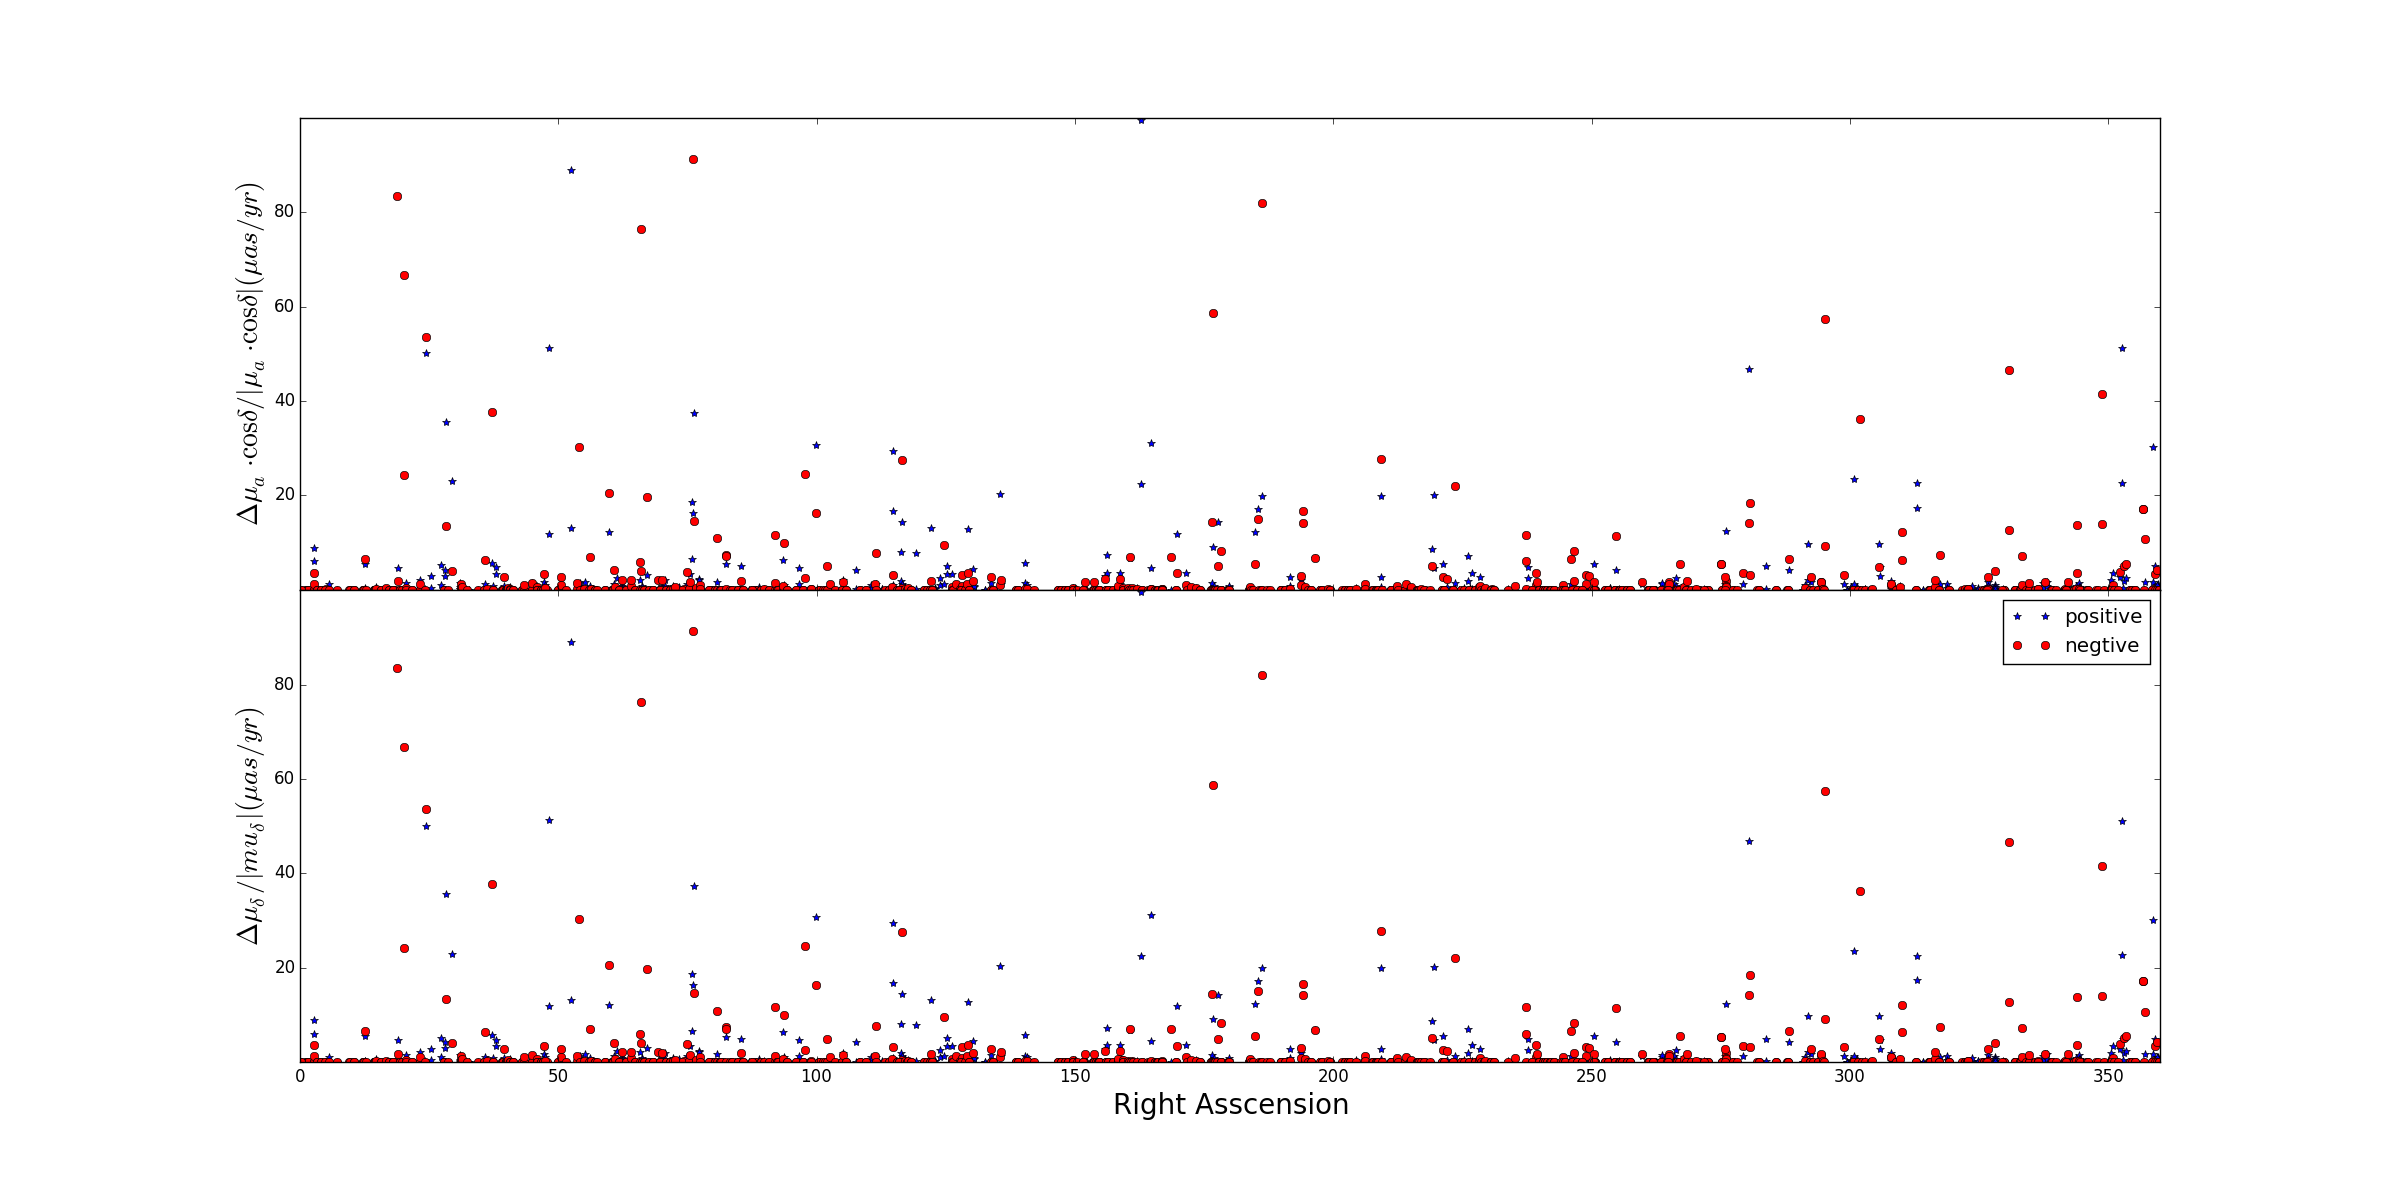 Δμ_a ·cosδ/|μ_a ·cosδ|(μas/yr)
80
60
40
20
Δμ_δ/|mu_δ|(μas/yr)
80
60
40
20
positive
negtive
0 50 100 150 200 250 300 350
Right Asscension